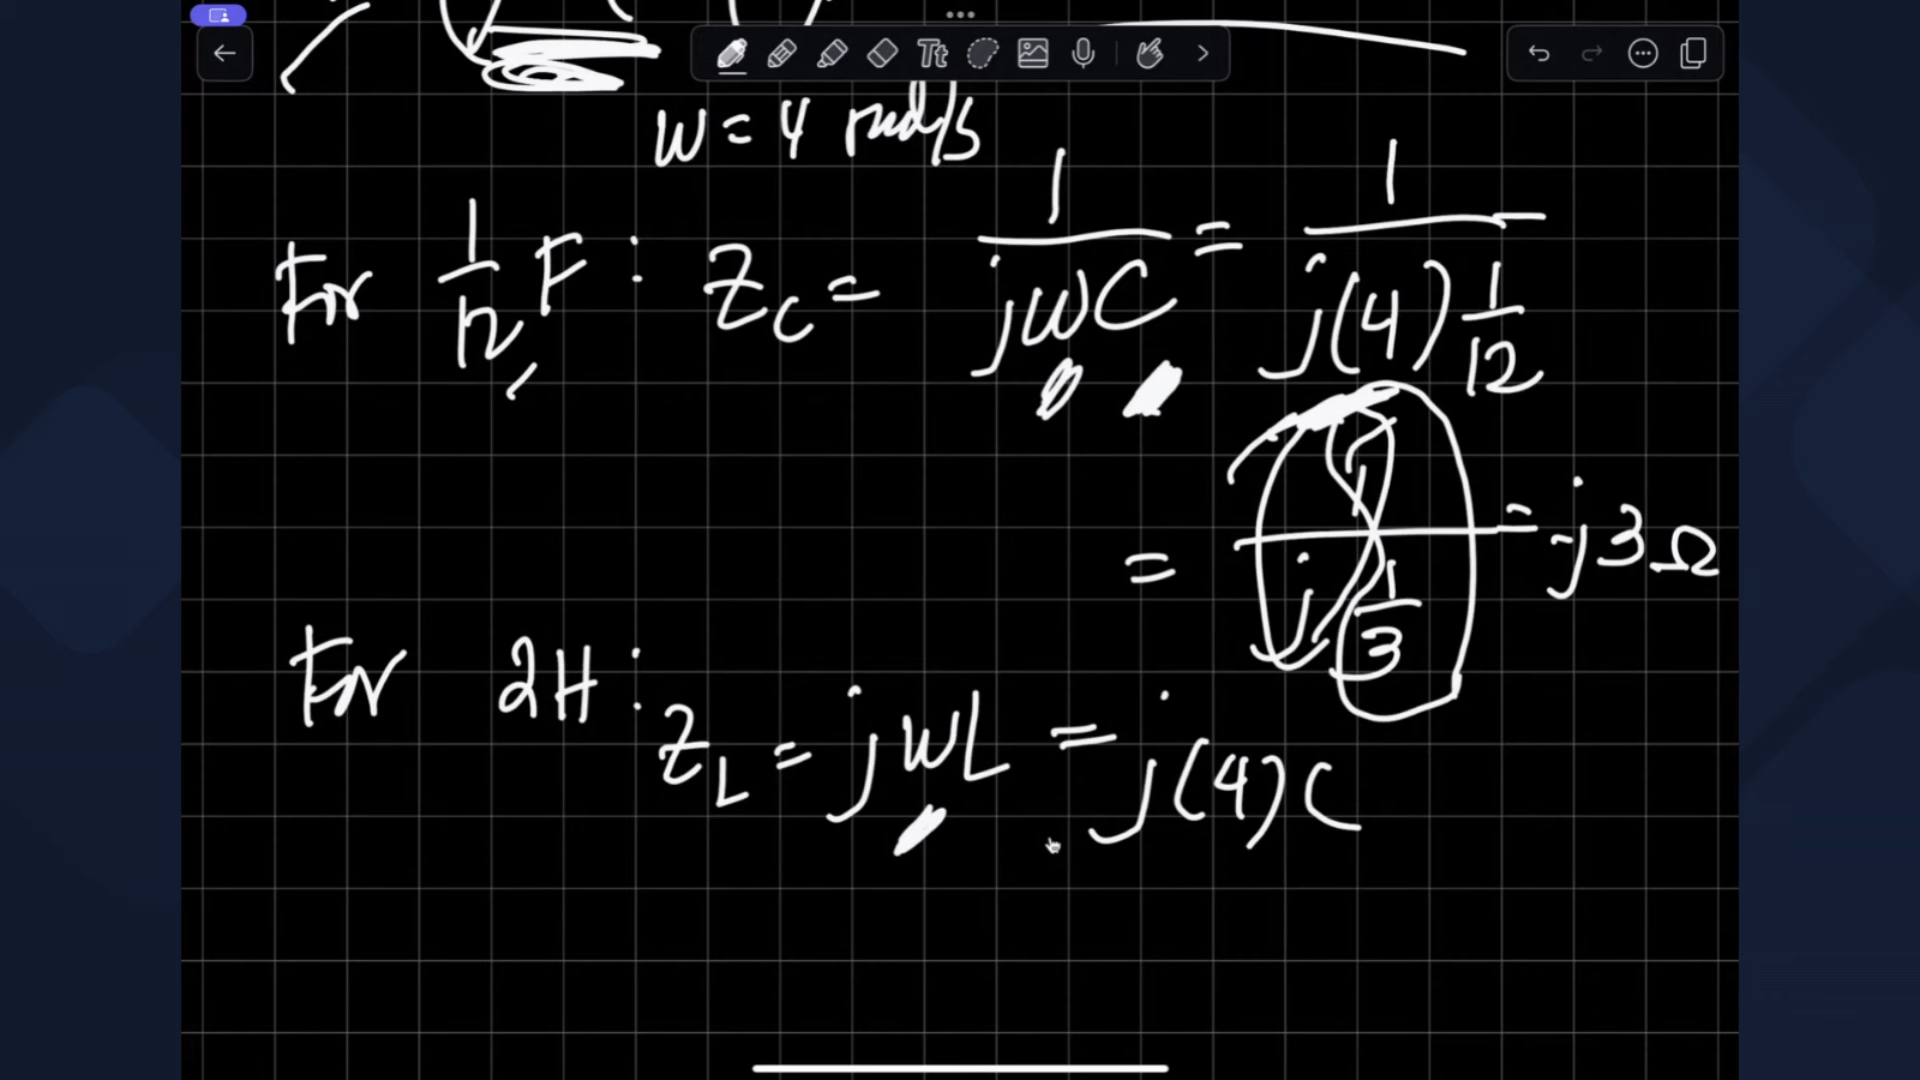 Tt
W = 4 rad/s
For 1/12 F : Z_C = 1/jWC = 1/j(4) 1/12
= 1/j 1/3 = -j3Ω
For 2H : Z_L = jWL = j(4)(